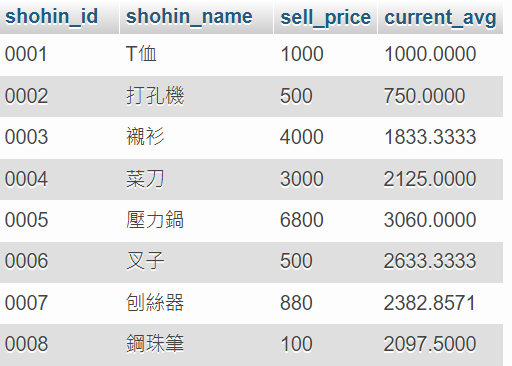 shohin_id shohin_name sell_price current_avg
0001 T恤 1000 1000.0000
0002 打孔機 500 750.0000
0003 襯衫 4000 1833.3333
0004 菜刀 3000 2125.0000
0005 壓力鍋 6800 3060.0000
0006 叉子 500 2633.3333
0007 刨絲器 880 2382.8571
0008 鋼珠筆 100 2097.5000